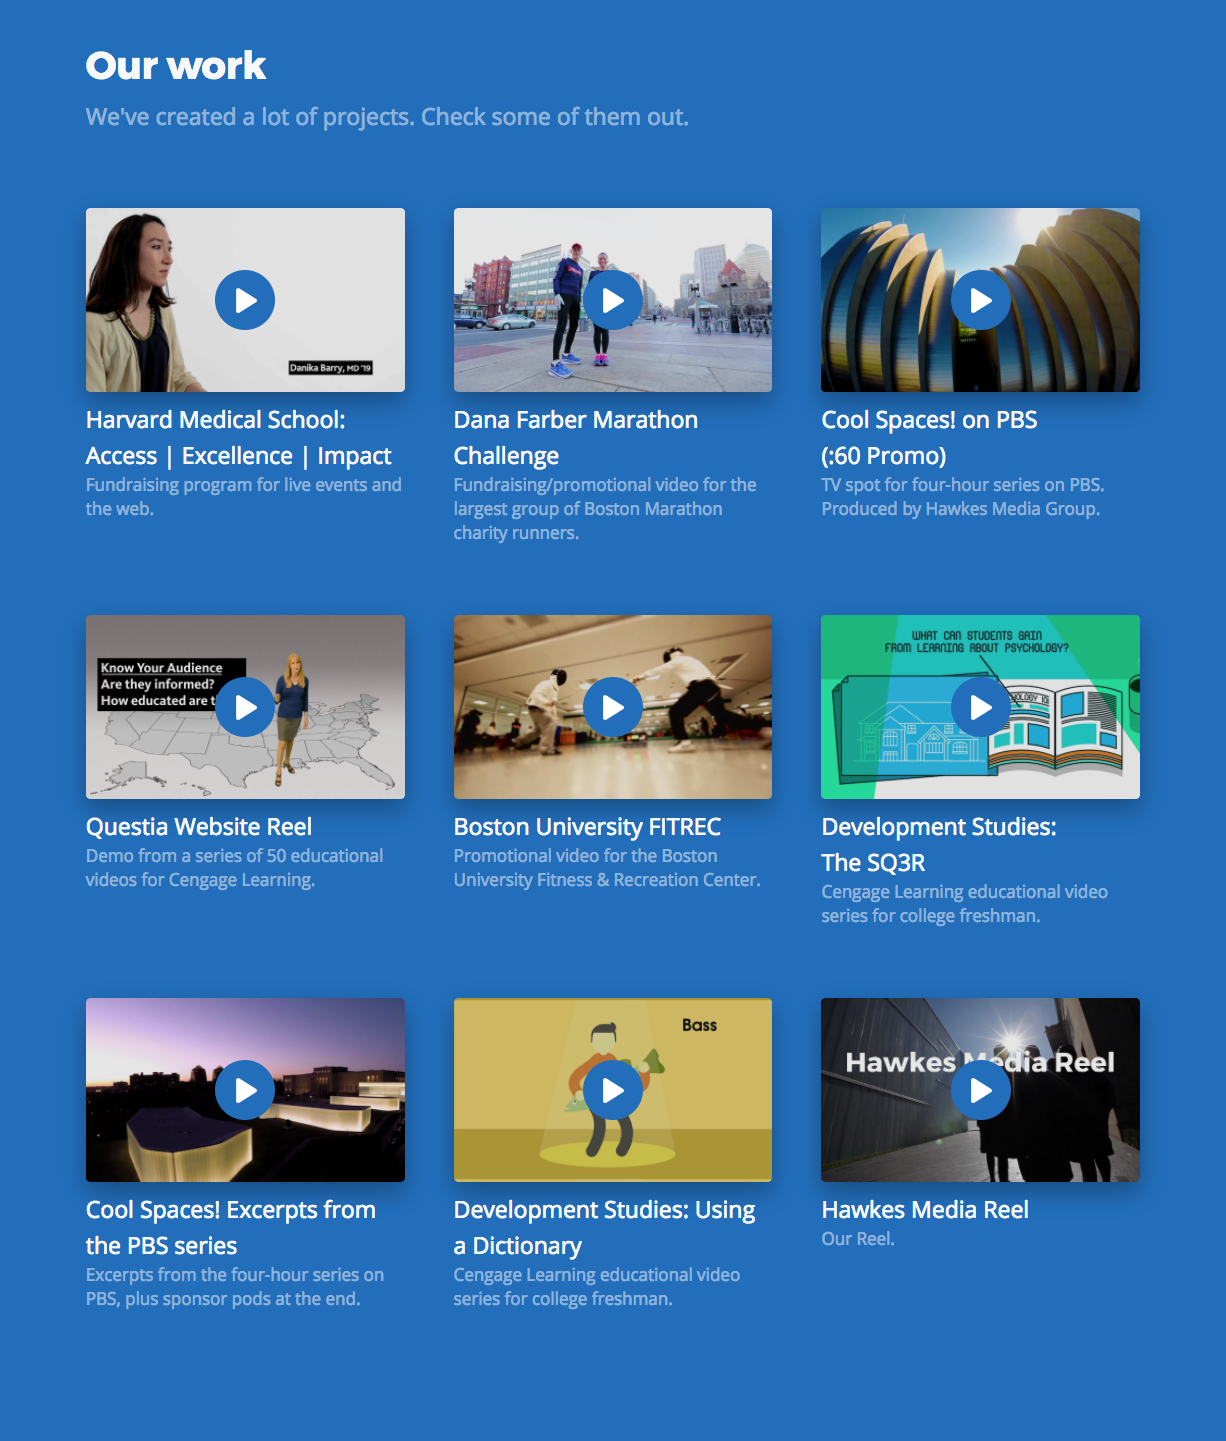 Our work
We've created a lot of projects. Check some of them out.
Danika Barry, MD '19
Harvard Medical School:
Access | Excellence | Impact
Fundraising program for live events and
the web.
Dana Farber Marathon
Challenge
Fundraising/promotional video for the
largest group of Boston Marathon
charity runners.
Cool Spaces! on PBS
(:60 Promo)
TV spot for four-hour series on PBS.
Produced by Hawkes Media Group.
Know Your Audience
Are they informed?
How educated are
Questia Website Reel
Demo from a series of 50 educational
videos for Cengage Learning.
Boston University FITREC
Promotional video for the Boston
University Fitness & Recreation Center.
WHAT CAN STUDENTS GAIN
FROM LEARNING ABOUT PSYCHOLOGY?
Development Studies:
The SQ3R
Cengage Learning educational video
series for college freshman.
Cool Spaces! Excerpts from
the PBS series
Excerpts from the four-hour series on
PBS, plus sponsor pods at the end.
Bass
Development Studies: Using
a Dictionary
Cengage Learning educational video
series for college freshman.
Hawkes Media Reel
Hawkes Media Reel
Our Reel.